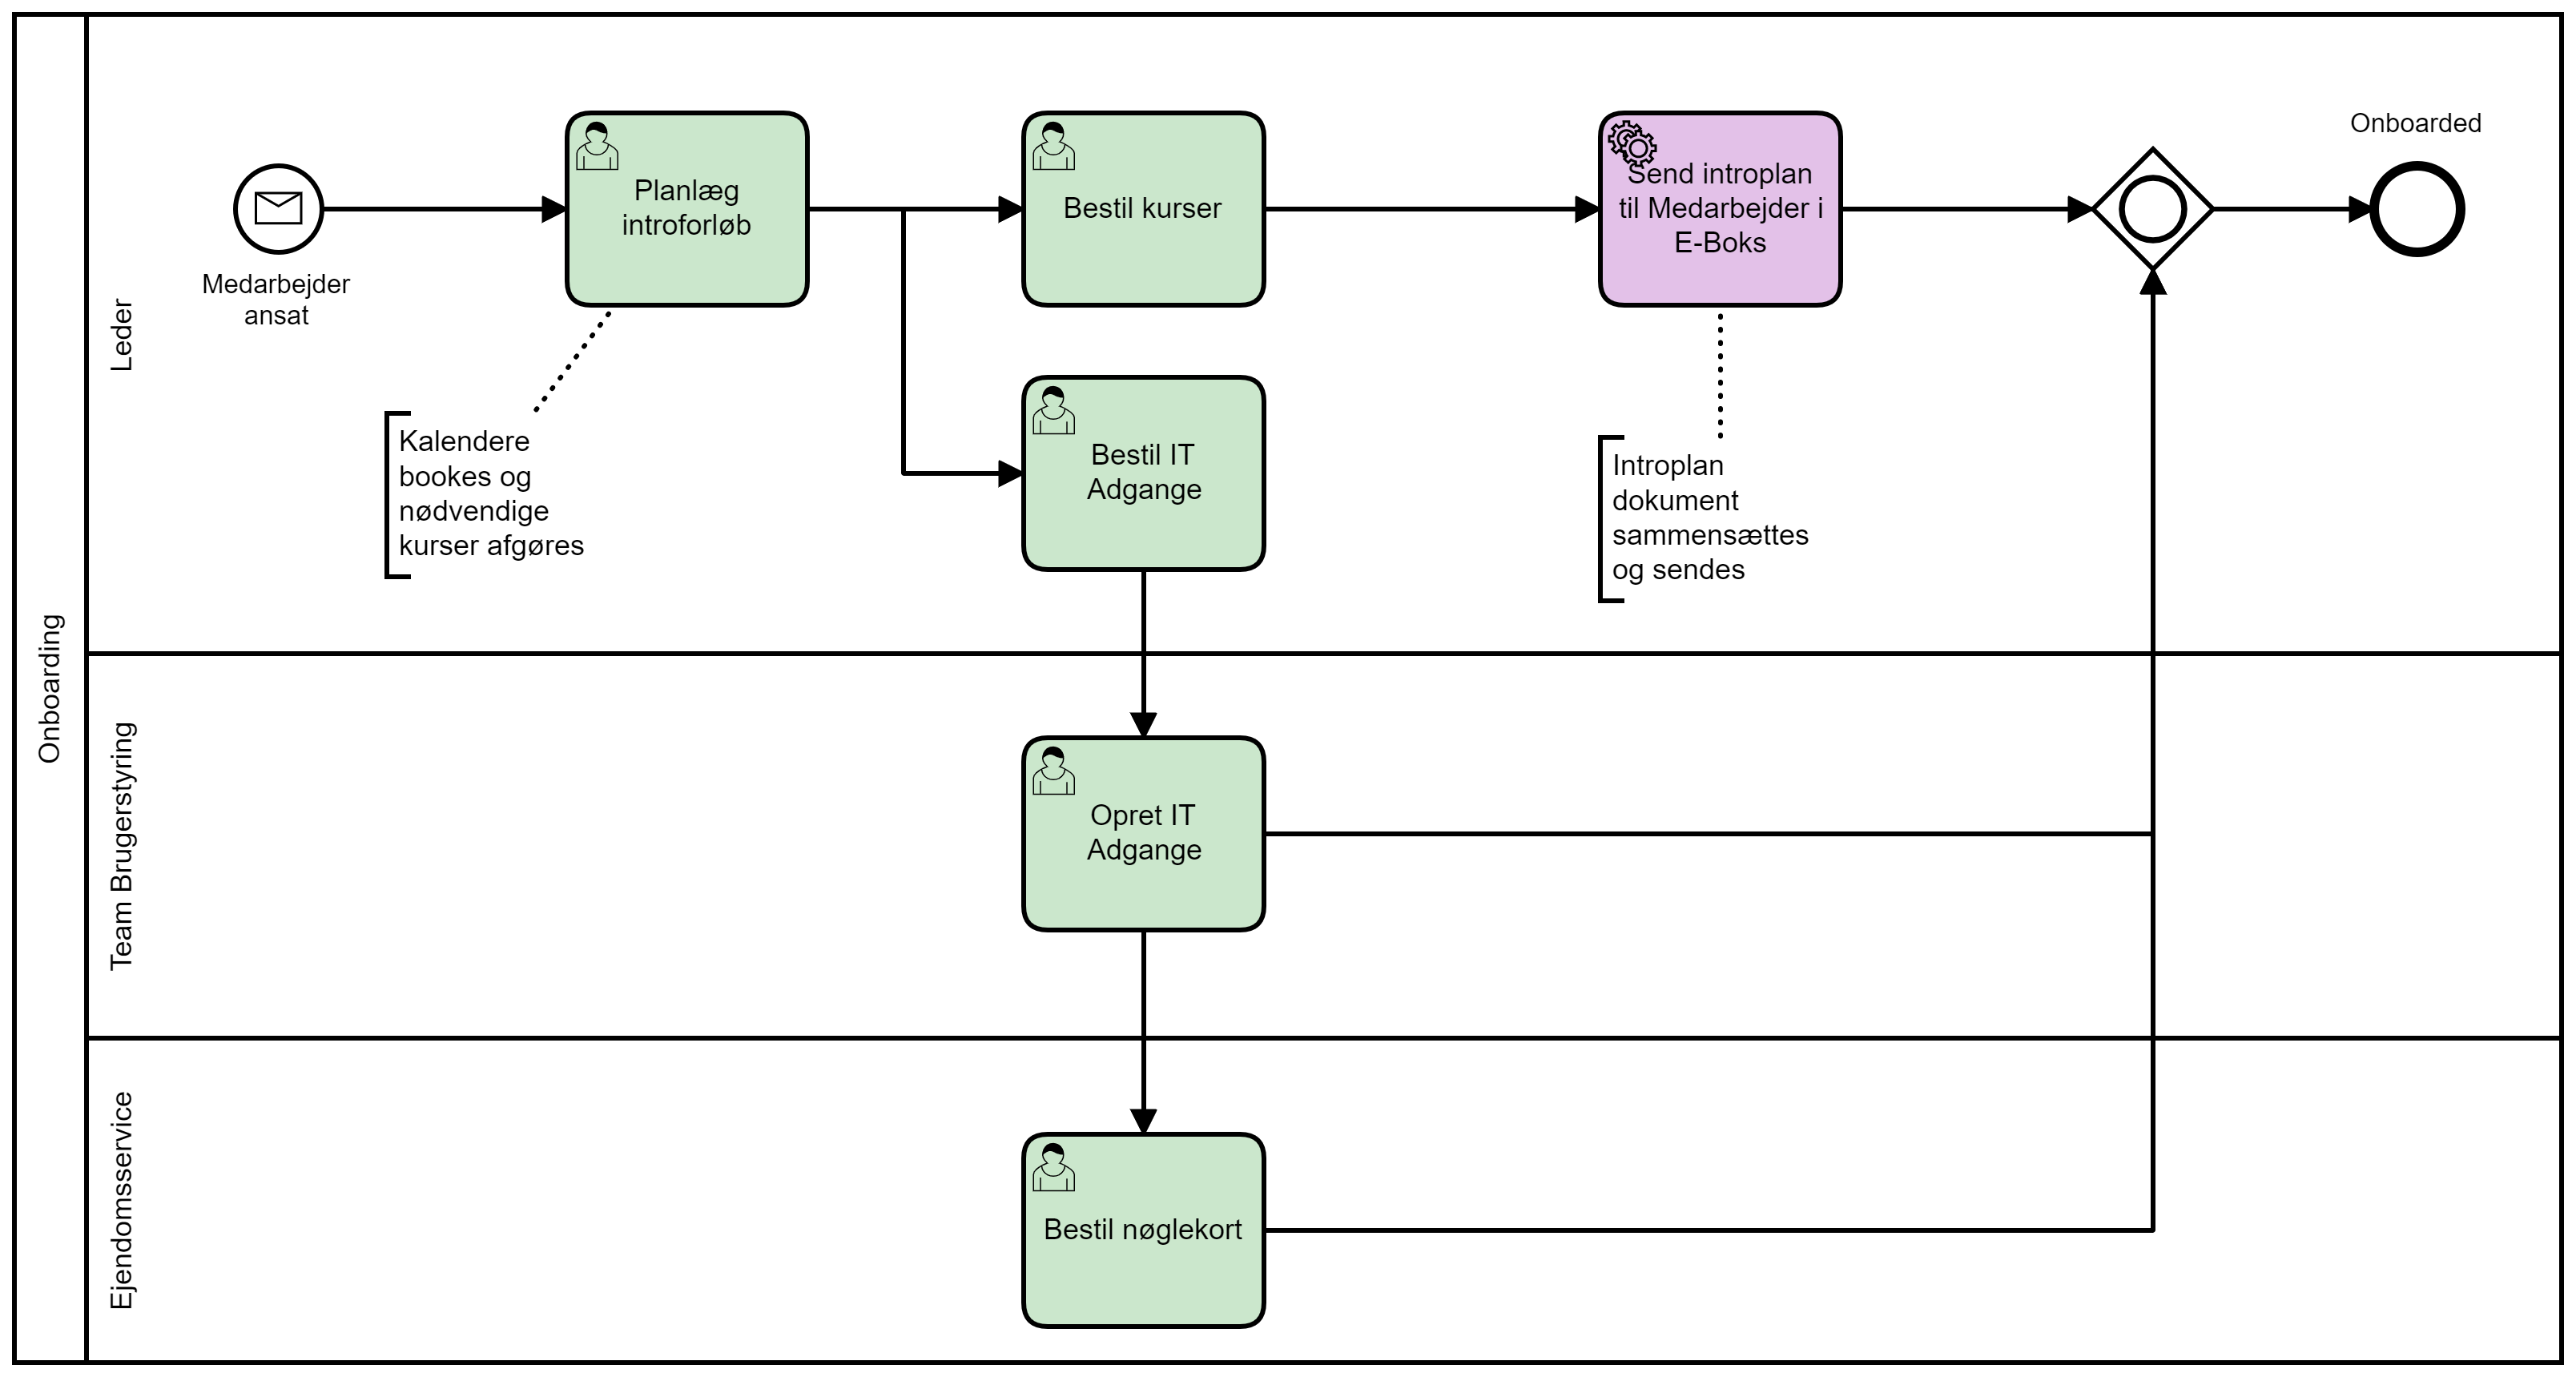 Onboarding
Leder
Medarbejder
ansat
Planlæg
introforløb
Kalendere
bookes og
nødvendige
kurser afgøres
Bestil kurser
Bestil IT
Adgange
Send introplan
til Medarbejder i
E-Boks
Introplan
dokument
sammensættes
og sendes
Onboarded
Team Brugerstyring
Opret IT
Adgange
Ejendomsservice
Bestil nøglekort